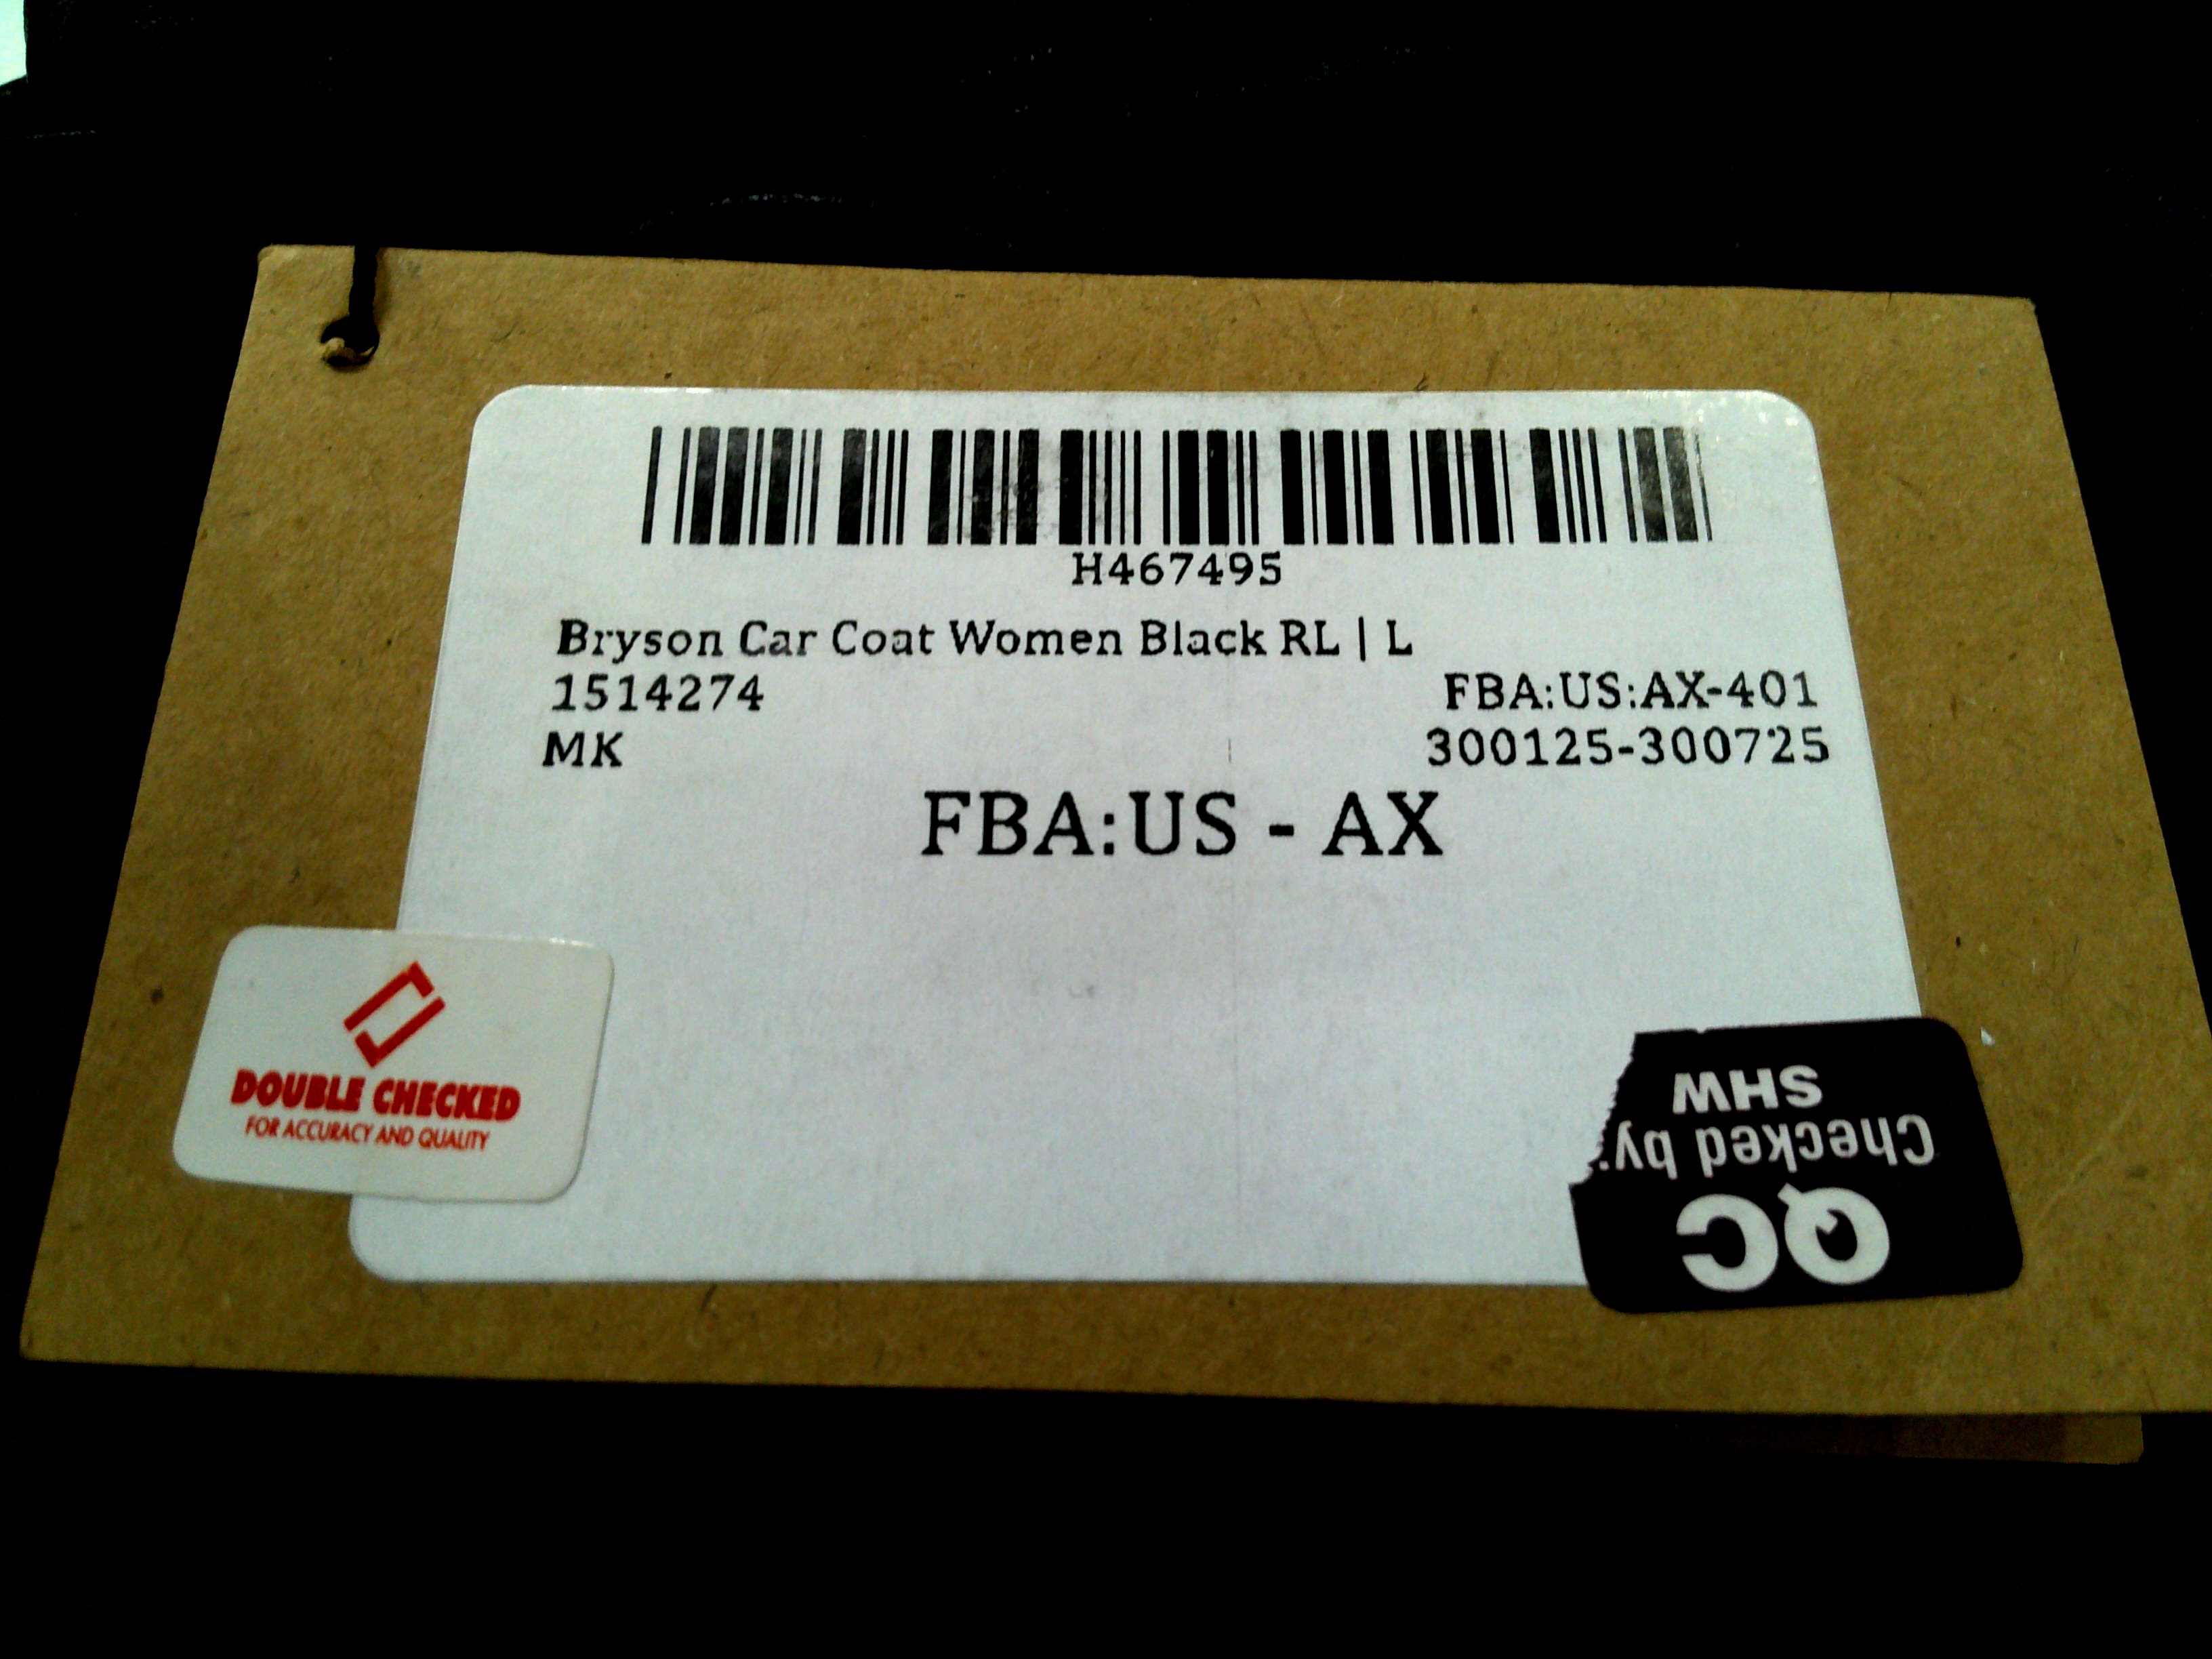 H467495
Bryson Car Coat Women Black RL | L
1514274
FBA:US:AX-401
MK
300125-300725
FBA:US - AX
DOUBLE CHECKED
FOR ACCURACY AND QUALITY
QC
Checked by:
SHW